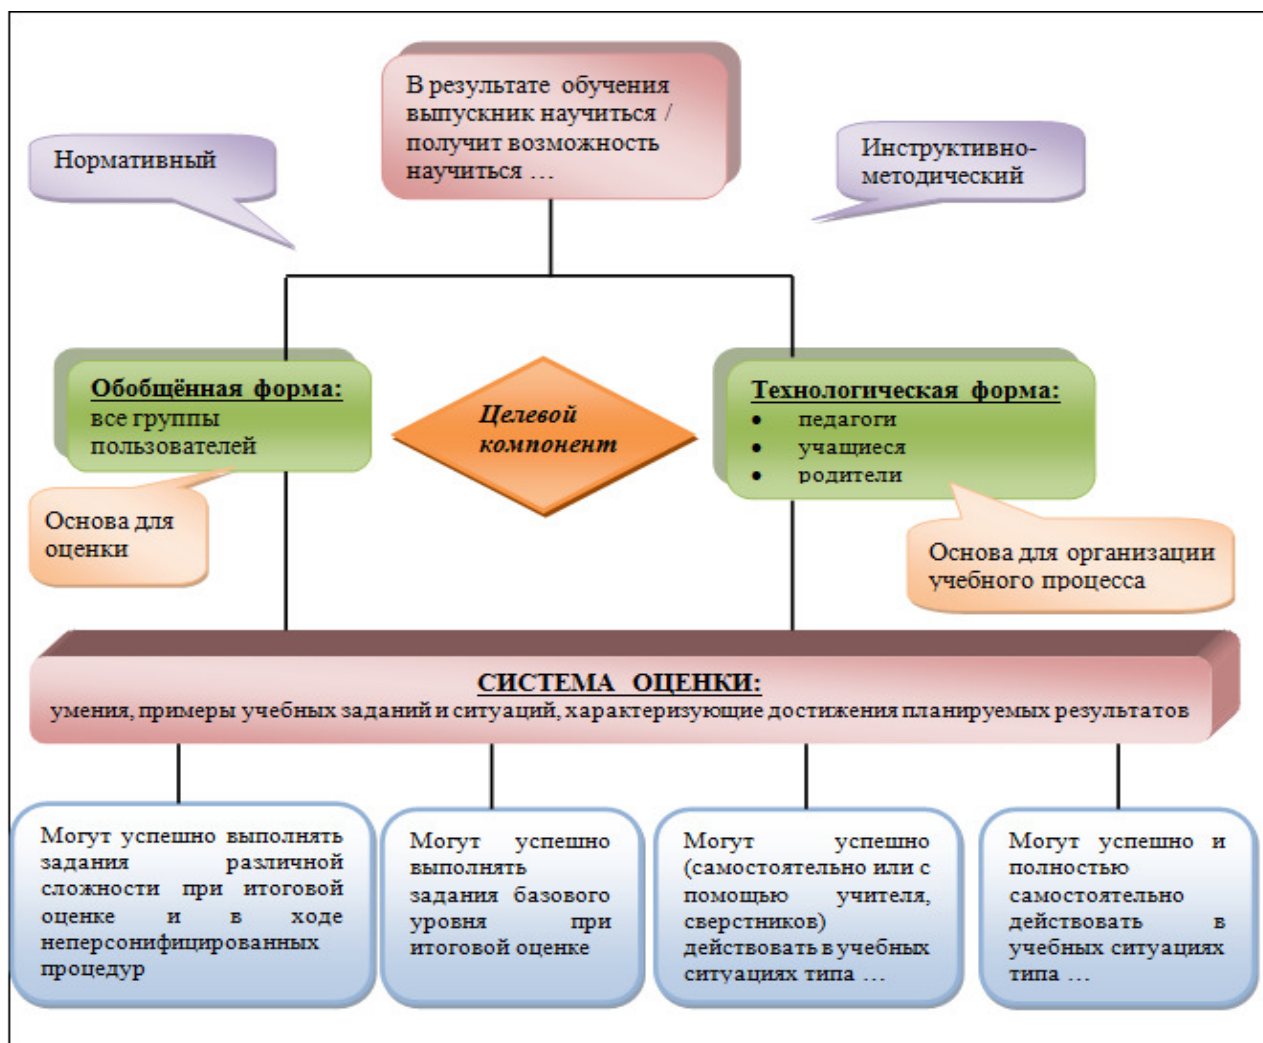 В результате обучения
выпускник научиться /
получит возможность
научиться …
Нормативный
Инструктивно-
методический
Обобщённая форма:
все группы
пользователей
Целевой
компонент
Технологическая форма:
• педагоги
• учащиеся
• родители
Основа для
оценки
Основа для организации
учебного процесса
СИСТЕМА ОЦЕНКИ:
умения, примеры учебных заданий и ситуаций, характеризующие достижения планируемых результатов
Могут успешно выполнять
задания различной
сложности при итоговой
оценке и в ходе
неперсонифицированных
процедур
Могут успешно
выполнять
задания базового
уровня при
итоговой оценке
Могут успешно
(самостоятельно или с
помощью учителя,
сверстников)
действовать в учебных
ситуациях типа …
Могут успешно и
полностью
самостоятельно
действовать в
учебных ситуациях
типа …